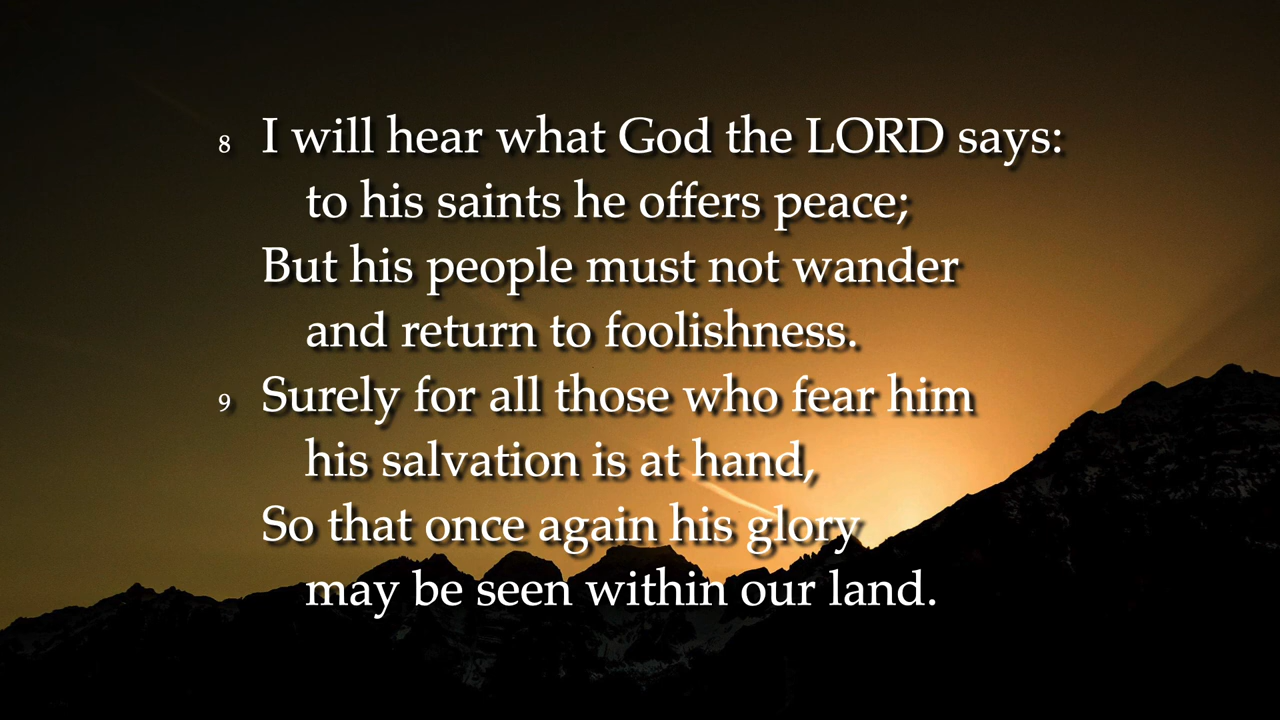 8 I will hear what God the LORD says:
to his saints he offers peace;
But his people must not wander
and return to foolishness.
9 Surely for all those who fear him
his salvation is at hand,
So that once again his glory
may be seen within our land.